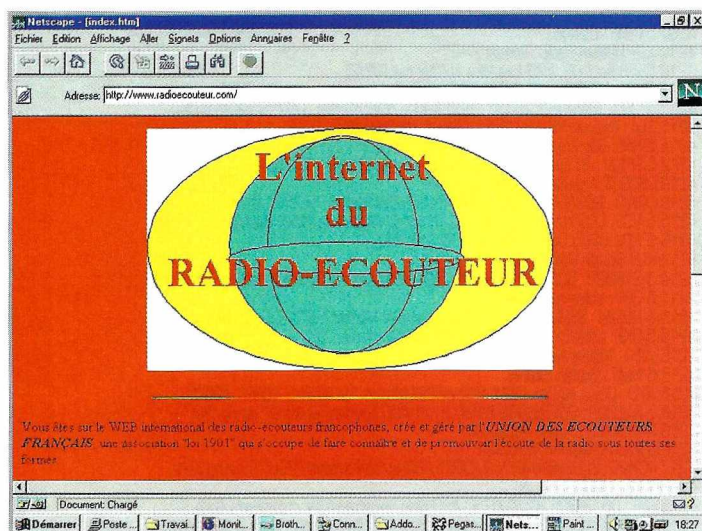 Netscape - [index.htm]
Fichier Edition Affichage Aller Signets Options Annuaires Fenêtre ?
Adresse: http://www.radioecouteur.com/
N
L'internet
du
RADIO-ECOUTEUR
Vous êtes sur le WEB international des radio-écouteurs francophones, crée et géré par l'UNION DES ECOUTEURS
FRANÇAIS, une association "loi 1901" qui s'occupe de faire connaître et de promouvoir l'écoute de la radio sous toutes ses
formes
Document: Chargé
Démarrer Poste ... Travai... Monit... Broth... Conn... Addo... Pegas... Nets... Paint ... 18:27